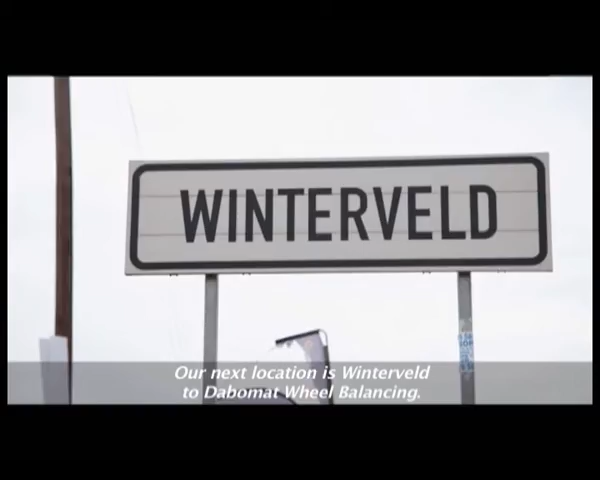 WINTERVELD
Our next location is Winterveld
to Dabomat Wheel Balancing.